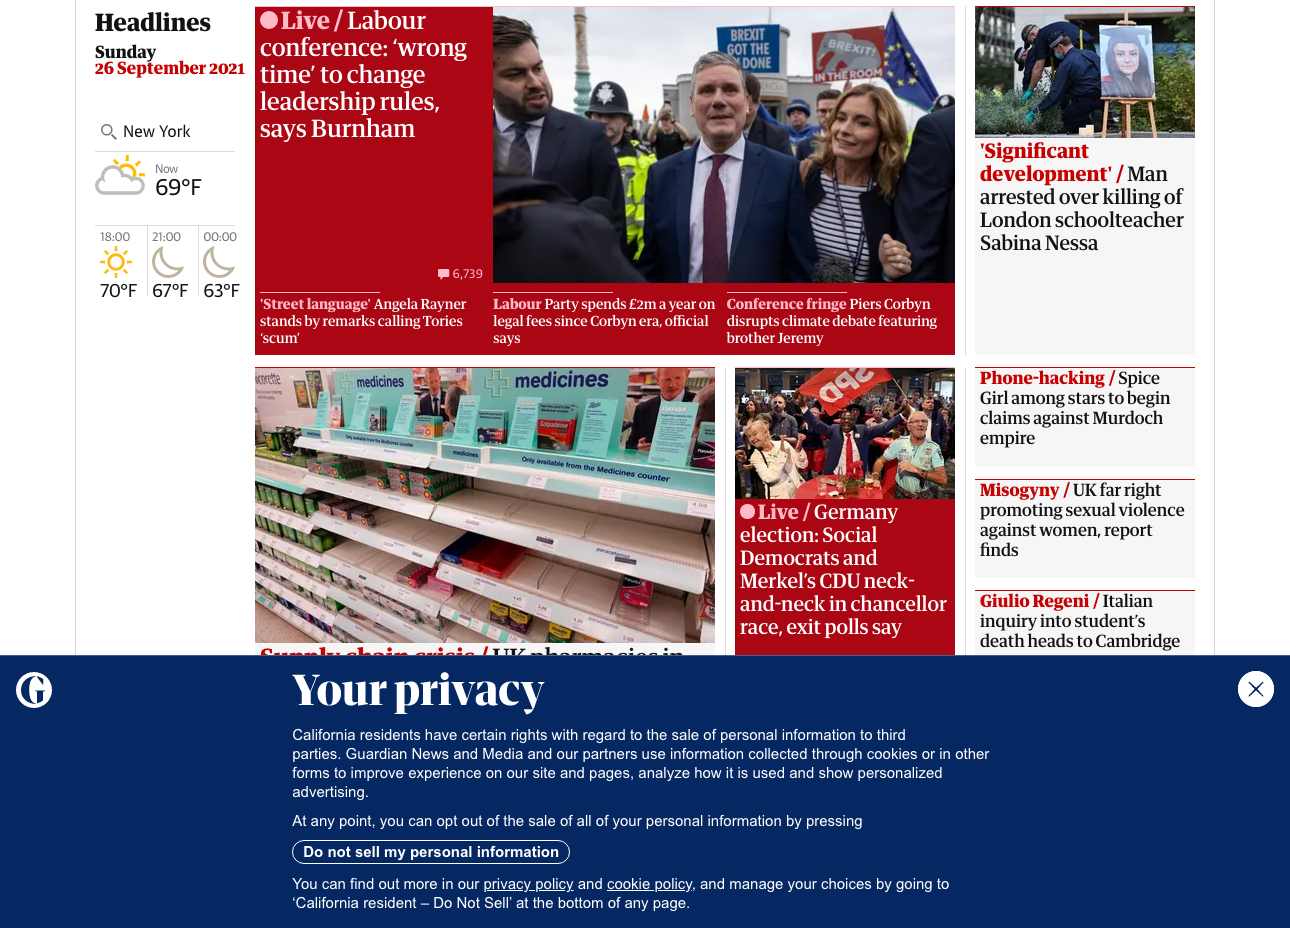 Headlines
Sunday
26 September 2021
New York
Now
69°F
18:00
70°F
21:00
67°F
00:00
63°F
Live / Labour
conference: ‘wrong
time’ to change
leadership rules,
says Burnham
6,739
BREXIT
GOT THE
DONE
BREXIT!
IN THE ROOM
'Street language' Angela Rayner
stands by remarks calling Tories
‘scum’
Labour Party spends £2m a year on
legal fees since Corbyn era, official
says
Conference fringe Piers Corbyn
disrupts climate debate featuring
brother Jeremy
'Significant
development' / Man
arrested over killing of
London schoolteacher
Sabina Nessa
medicines
medicines
Only available from the Medicines counter
medicines
Only available from the Medicines counter
paracetamol
Supply chain crisis / UK pharmacies in
SPD
Live / Germany
election: Social
Democrats and
Merkel’s CDU neck-
and-neck in chancellor
race, exit polls say
Phone-hacking / Spice
Girl among stars to begin
claims against Murdoch
empire
Misogyny / UK far right
promoting sexual violence
against women, report
finds
Giulio Regeni / Italian
inquiry into student’s
death heads to Cambridge
Your privacy
California residents have certain rights with regard to the sale of personal information to third
parties. Guardian News and Media and our partners use information collected through cookies or in other
forms to improve experience on our site and pages, analyze how it is used and show personalized
advertising.
At any point, you can opt out of the sale of all of your personal information by pressing
Do not sell my personal information
You can find out more in our privacy policy and cookie policy, and manage your choices by going to
‘California resident – Do Not Sell’ at the bottom of any page.